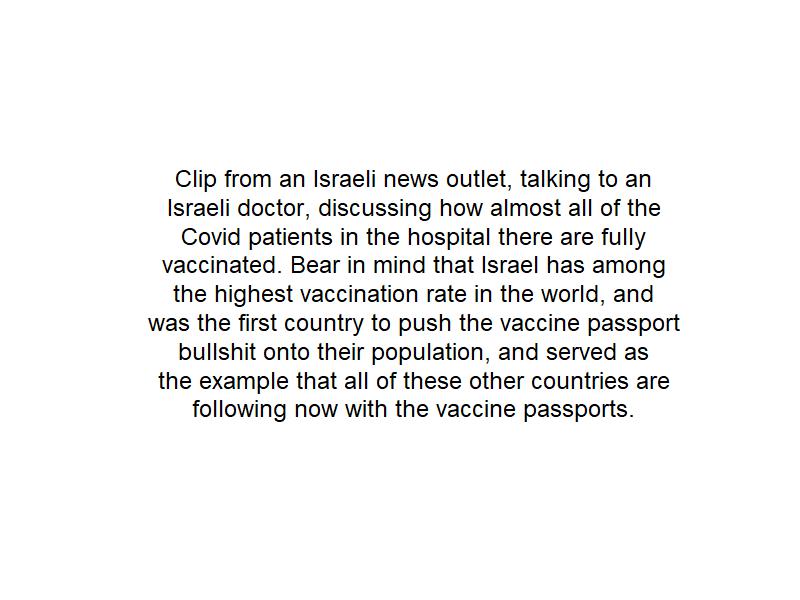 Clip from an Israeli news outlet, talking to an
Israeli doctor, discussing how almost all of the
Covid patients in the hospital there are fully
vaccinated. Bear in mind that Israel has among
the highest vaccination rate in the world, and
was the first country to push the vaccine passport
bullshit onto their population, and served as
the example that all of these other countries are
following now with the vaccine passports.